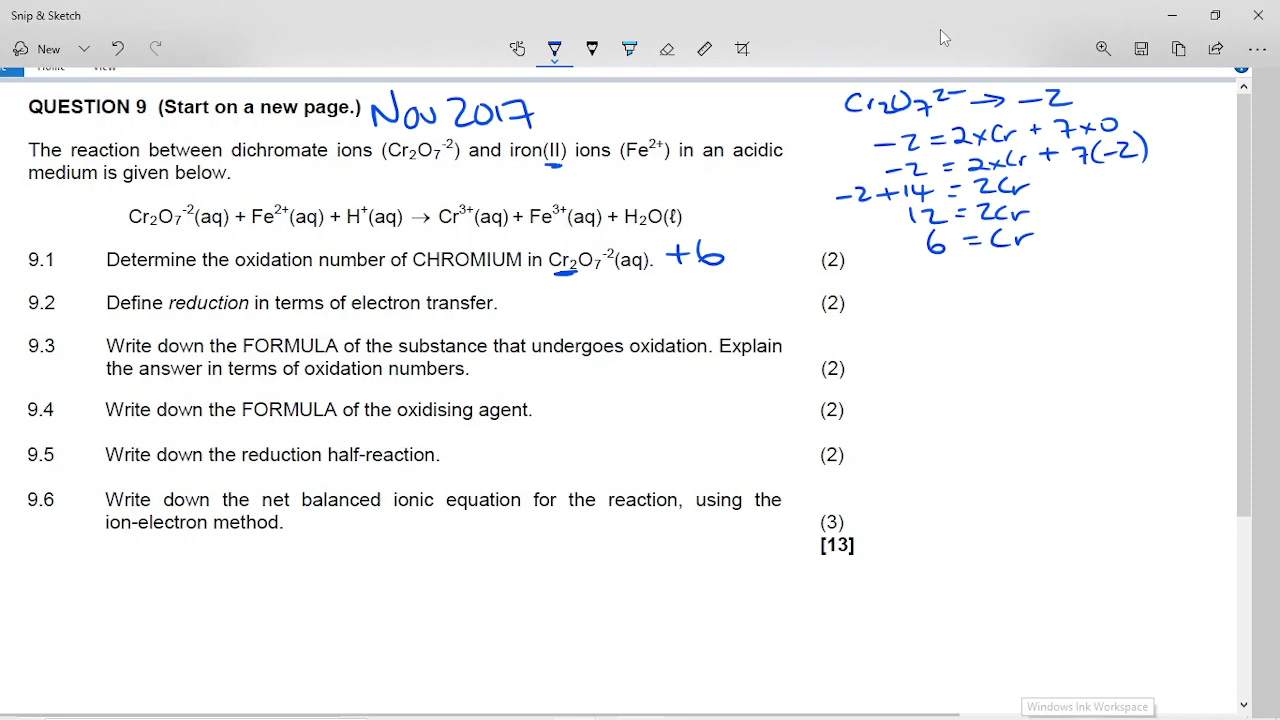 Snip & Sketch
New
QUESTION 9 (Start on a new page.) Nov 2017
The reaction between dichromate ions (Cr₂O₇⁻²) and iron(II) ions (Fe²⁺) in an acidic
medium is given below.
Cr₂O₇⁻²(aq) + Fe²⁺(aq) + H⁺(aq) → Cr³⁺(aq) + Fe³⁺(aq) + H₂O(ℓ)
9.1 Determine the oxidation number of CHROMIUM in Cr₂O₇⁻²(aq). +6 (2)
9.2 Define reduction in terms of electron transfer. (2)
9.3 Write down the FORMULA of the substance that undergoes oxidation. Explain
the answer in terms of oxidation numbers. (2)
9.4 Write down the FORMULA of the oxidising agent. (2)
9.5 Write down the reduction half-reaction. (2)
9.6 Write down the net balanced ionic equation for the reaction, using the
ion-electron method. (3)
[13]
Cr₂O₇²⁻ → -2
-2 = 2×Cr + 7×O
-2 = 2×Cr + 7(-2)
-2+14 = 2Cr
12 = 2Cr
6 = Cr
Windows Ink Workspace